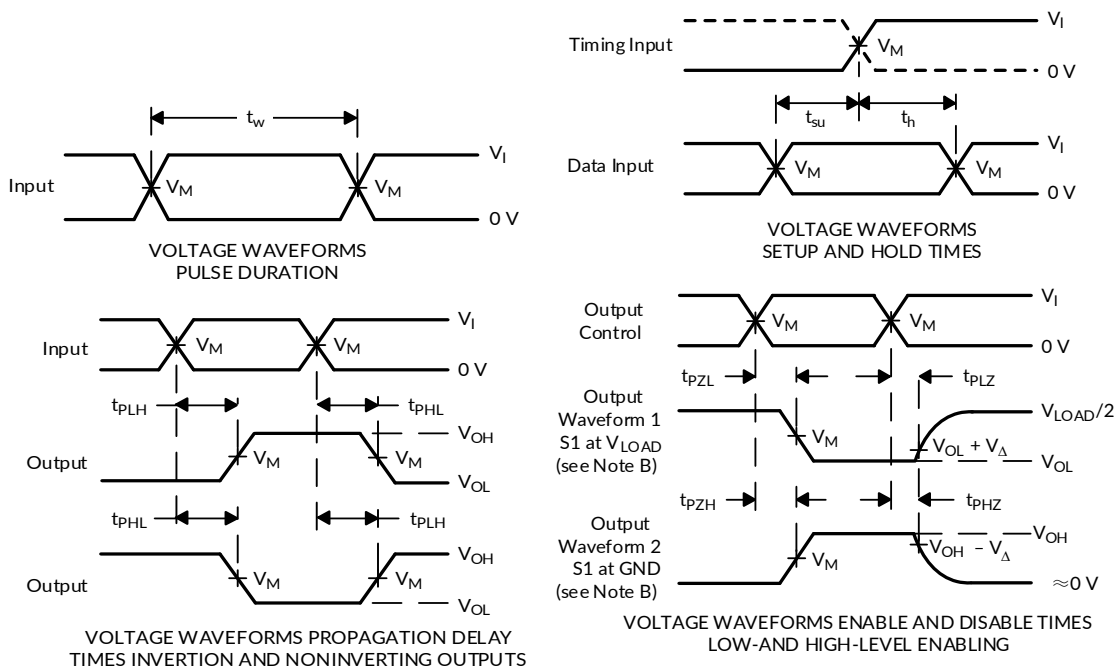 t_w
V_I
Input
V_M
V_M
0 V
VOLTAGE WAVEFORMS
PULSE DURATION
V_I
Timing Input
V_M
0 V
t_su
t_h
V_I
Data Input
V_M
V_M
0 V
VOLTAGE WAVEFORMS
SETUP AND HOLD TIMES
V_I
Input
V_M
V_M
0 V
t_PLH
t_PHL
V_OH
Output
V_M
V_M
V_OL
t_PHL
t_PLH
V_OH
Output
V_M
V_M
V_OL
VOLTAGE WAVEFORMS PROPAGATION DELAY
TIMES INVERTION AND NONINVERTING OUTPUTS
V_I
Output
Control
V_M
V_M
0 V
t_PZL
t_PLZ
Output
Waveform 1
S1 at V_LOAD
(see Note B)
V_LOAD/2
V_M
V_OL + V_Δ
V_OL
t_PZH
t_PHZ
Output
Waveform 2
S1 at GND
(see Note B)
V_OH
V_M
V_OH – V_Δ
≈0 V
VOLTAGE WAVEFORMS ENABLE AND DISABLE TIMES
LOW-AND HIGH-LEVEL ENABLING